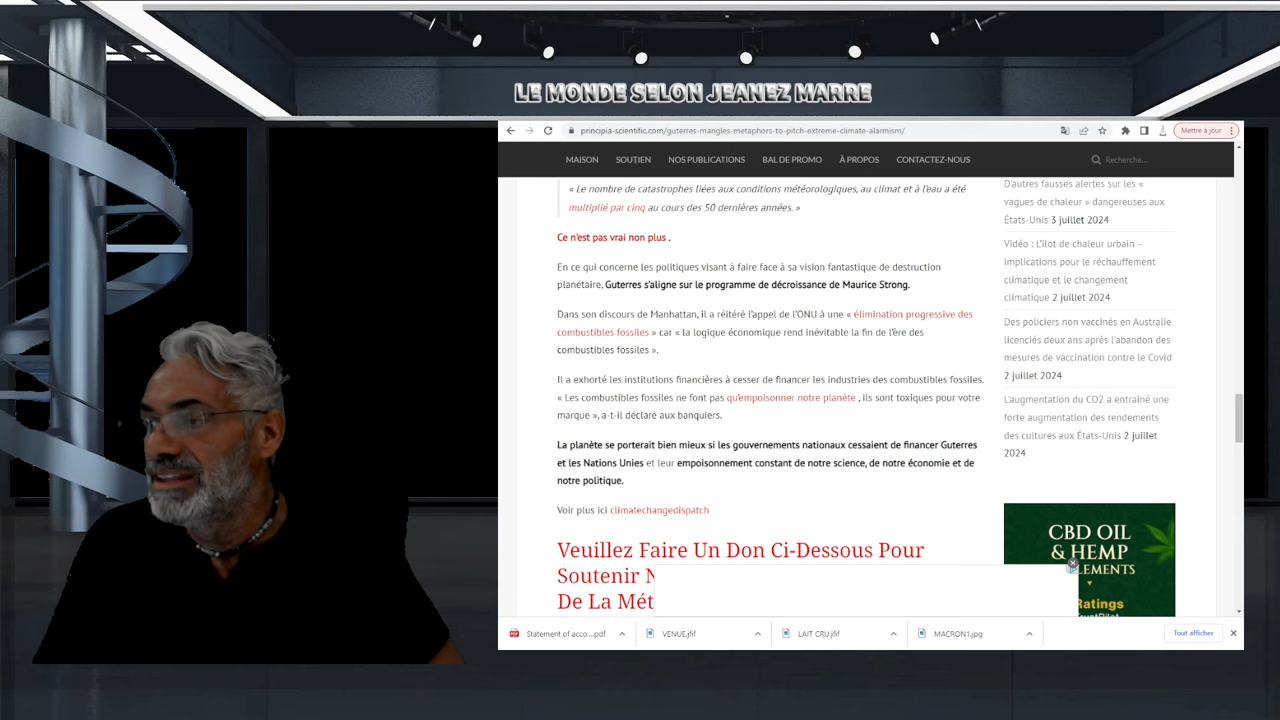 LE MONDE SELON JEANEZ MARRE
principia-scientific.com/guterres-mangles-metaphors-to-pitch-extreme-climate-alarmism/
Mettre à jour
MAISON SOUTIEN NOS PUBLICATIONS BAL DE PROMO À PROPOS CONTACTEZ-NOUS
Recherche...
« Le nombre de catastrophes liées aux conditions météorologiques, au climat et à l'eau a été
multiplié par cinq au cours des 50 dernières années. »
Ce n'est pas vrai non plus .
En ce qui concerne les politiques visant à faire face à sa vision fantastique de destruction
planétaire, Guterres s'aligne sur le programme de décroissance de Maurice Strong.
Dans son discours de Manhattan, il a réitéré l'appel de l'ONU à une « élimination progressive des
combustibles fossiles » car « la logique économique rend inévitable la fin de l'ère des
combustibles fossiles ».
Il a exhorté les institutions financières à cesser de financer les industries des combustibles fossiles.
« Les combustibles fossiles ne font pas qu'empoisonner notre planète , ils sont toxiques pour votre
marque », a-t-il déclaré aux banquiers.
La planète se porterait bien mieux si les gouvernements nationaux cessaient de financer Guterres
et les Nations Unies et leur empoisonnement constant de notre science, de notre économie et de
notre politique.
Voir plus ici climatechangedispatch
Veuillez Faire Un Don Ci-Dessous Pour
Soutenir N
De La Mét
D'autres fausses alertes sur les «
vagues de chaleur » dangereuses aux
États-Unis 3 juillet 2024
Vidéo : L'îlot de chaleur urbain –
implications pour le réchauffement
climatique et le changement
climatique 2 juillet 2024
Des policiers non vaccinés en Australie
licenciés deux ans après l'abandon des
mesures de vaccination contre le Covid
2 juillet 2024
L'augmentation du CO2 a entraîné une
forte augmentation des rendements
des cultures aux États-Unis 2 juillet
2024
CBD OIL
& HEMP
PLEMENTS
Ratings
Statement of acco....pdf
VENUE.jfif
LAIT CRU.jfif
MACRON1.jpg
Tout afficher